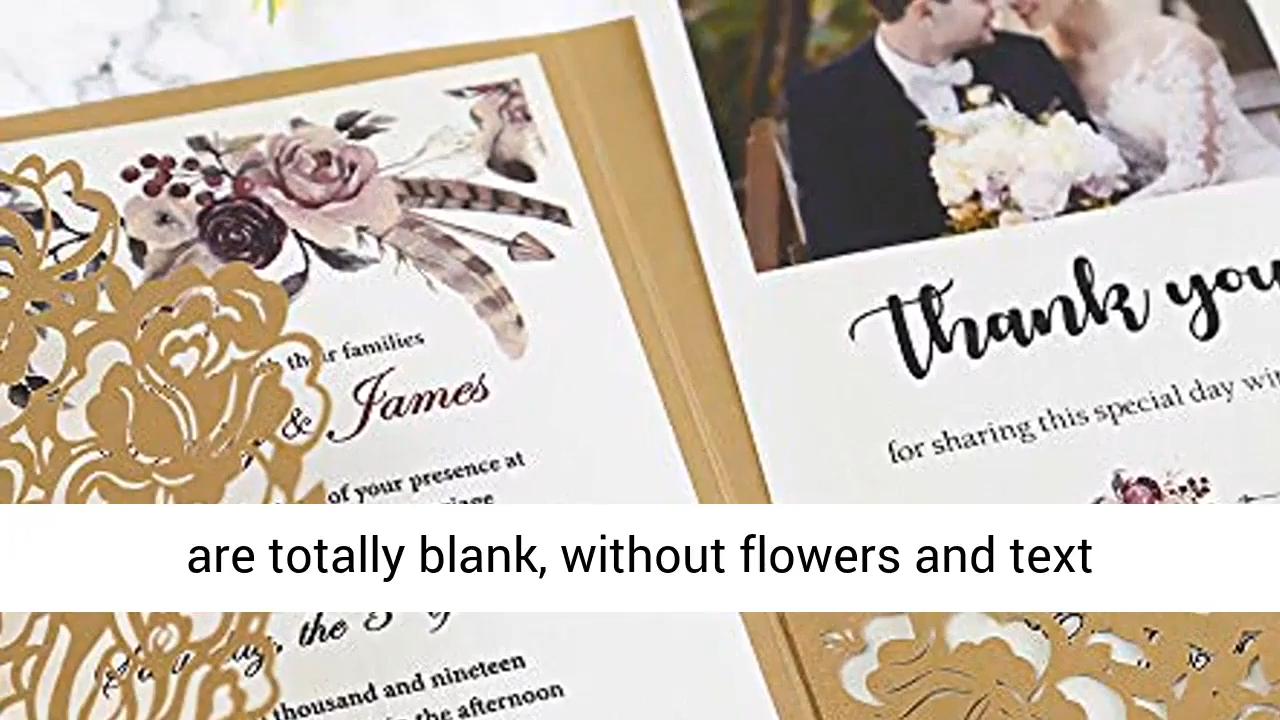 their families
& James
of your presence at
the
thousand and nineteen
the afternoon
thank you
for sharing this special day
are totally blank, without flowers and text